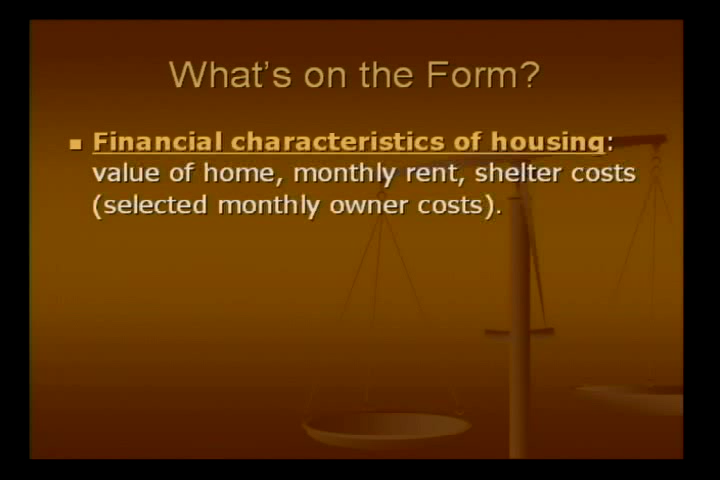 What's on the Form?
Financial characteristics of housing:
value of home, monthly rent, shelter costs
(selected monthly owner costs).